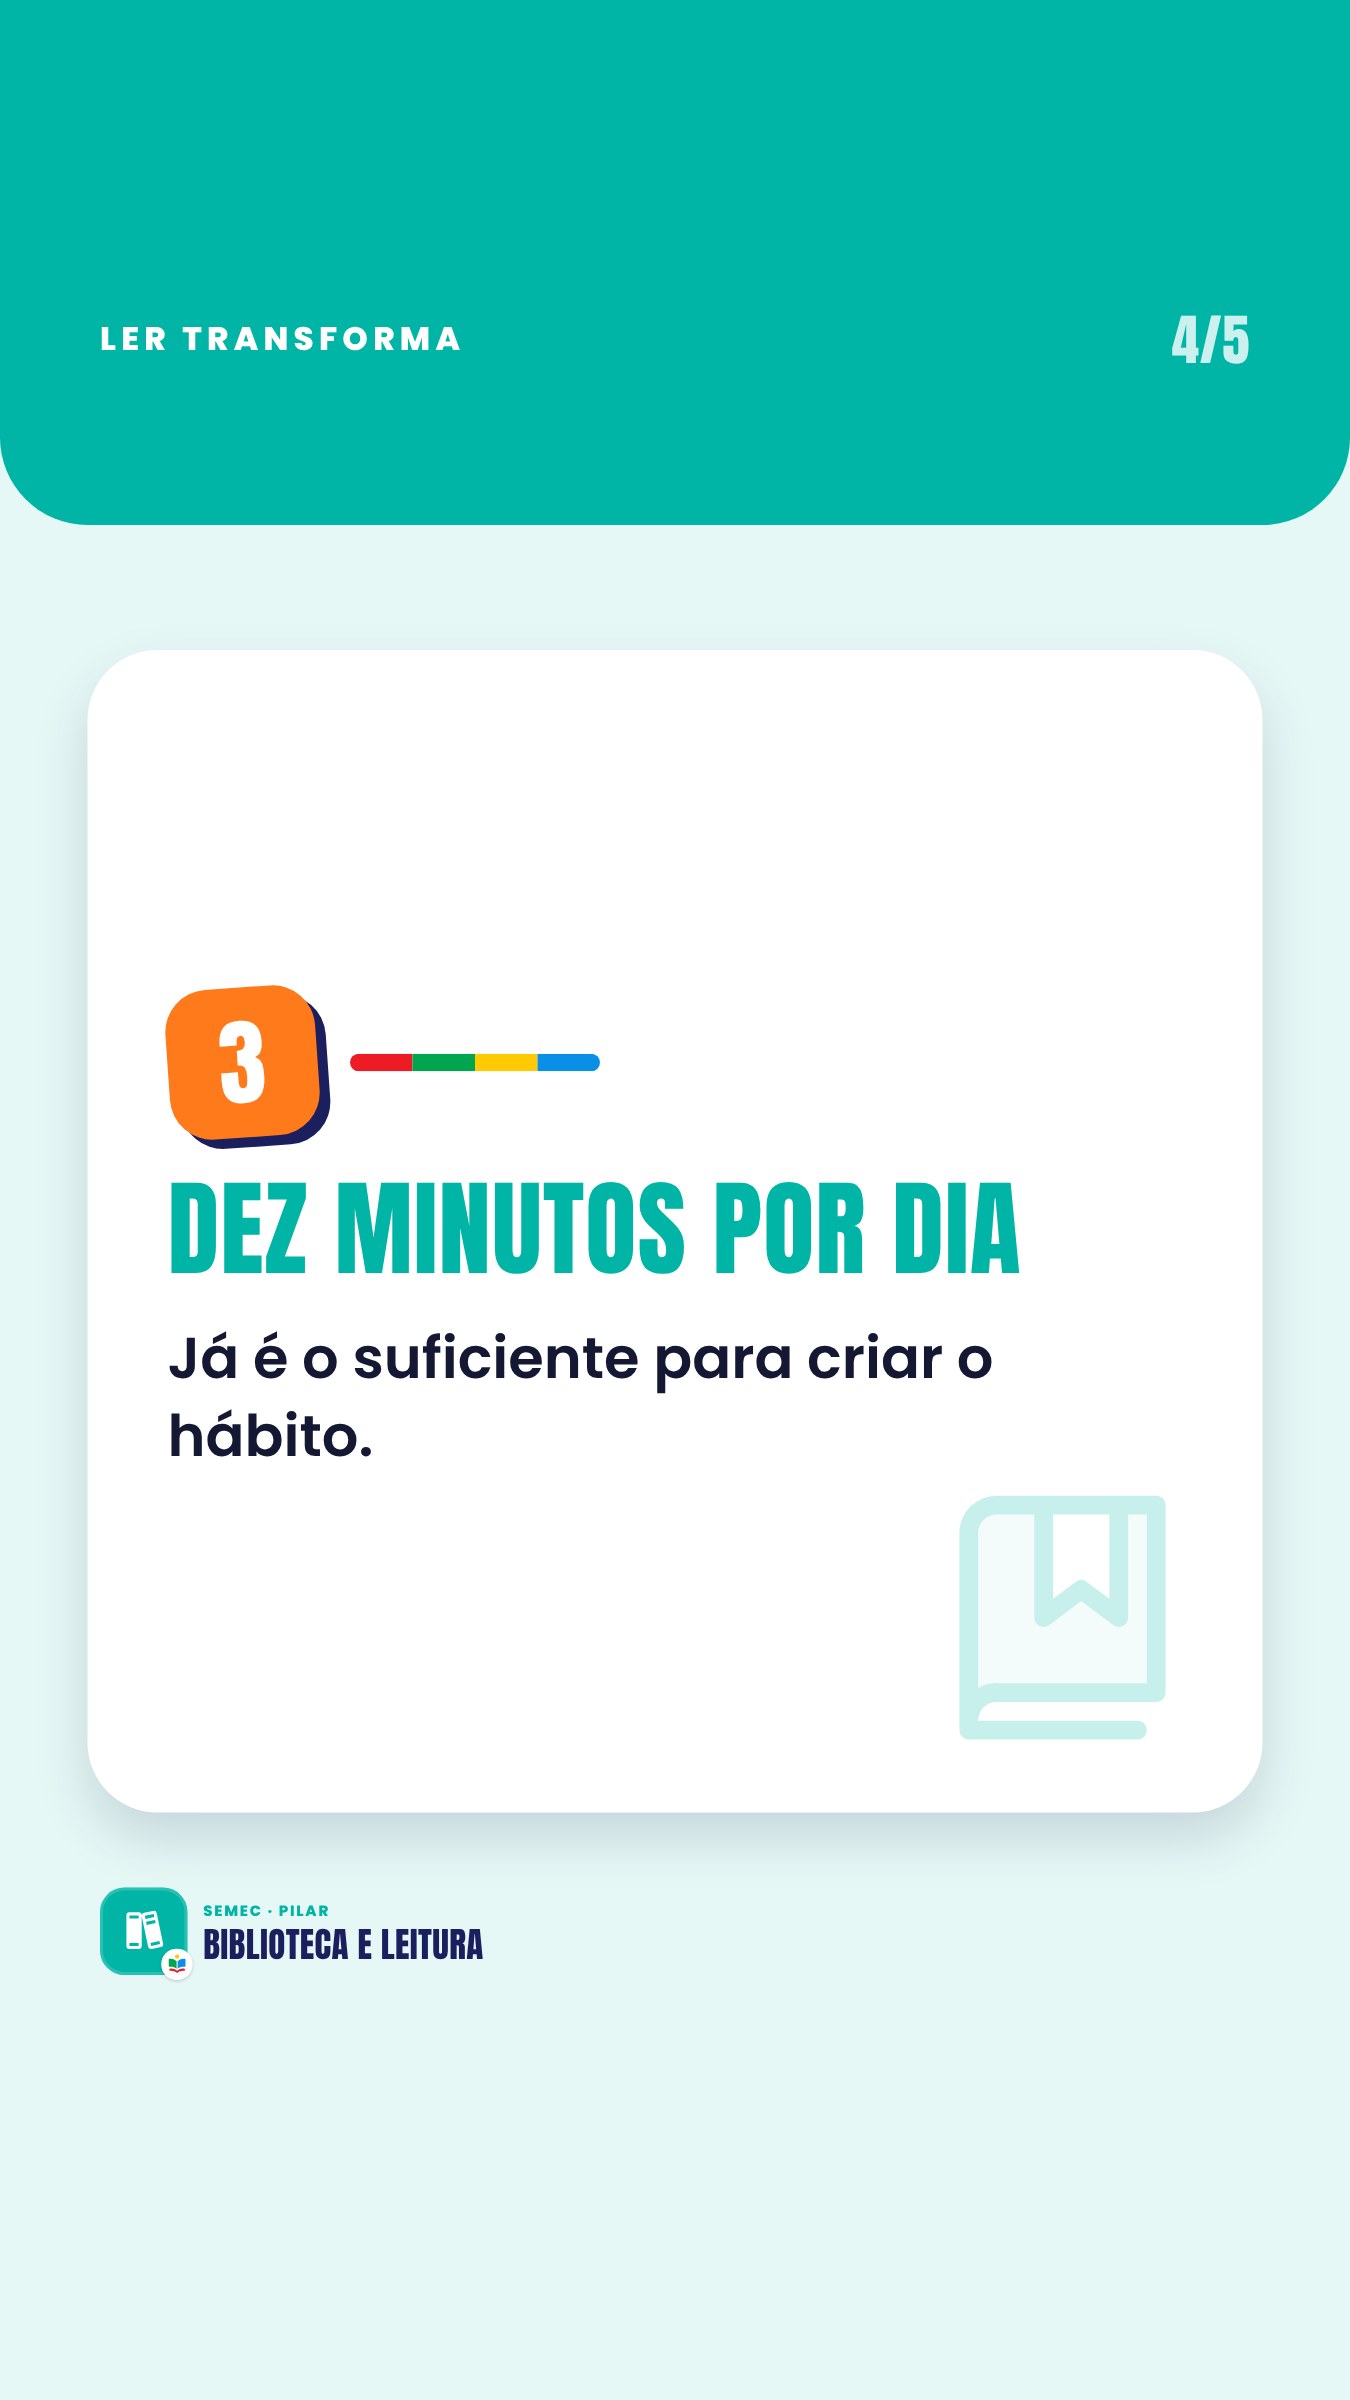 LER TRANSFORMA
4/5
3
DEZ MINUTOS POR DIA
Já é o suficiente para criar o
hábito.
SEMEC · PILAR
BIBLIOTECA E LEITURA